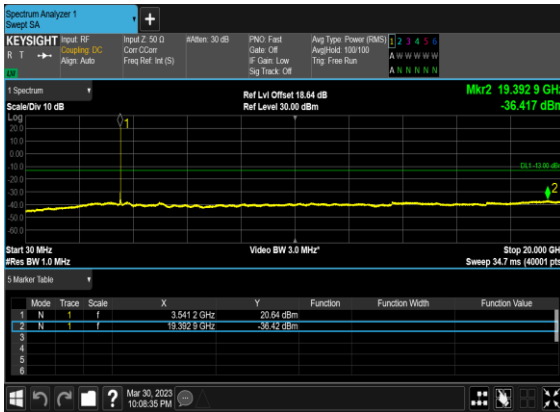 Spectrum Analyzer 1
Swept SA
+
KEYSIGHT Input: RF Input Z: 50 Ω #Atten: 30 dB PNO: Fast Avg Type: Power (RMS) 1 2 3 4 5 6
R T Coupling: DC Corr CCorr Gate: Off Avg|Hold: 100/100 A W W W W W
Align: Auto Freq Ref: Int (S) IF Gain: Low Trig: Free Run
Sig Track: Off A N N N N N
1 Spectrum Ref Lvl Offset 18.64 dB Mkr2 19.392 9 GHz
Scale/Div 10 dB Ref Level 30.00 dBm -36.417 dBm
Log
20.0
10.0
0.00
-10.0
-20.0
-30.0
-40.0
-50.0
-60.0
1
DL1 -13.00 dBm
2
Start 30 MHz Video BW 3.0 MHz* Stop 20.000 GHz
#Res BW 1.0 MHz Sweep 34.7 ms (40001 pts)
5 Marker Table
Mode Trace Scale X Y Function Function Width Function Value
1 N 1 f 3.541 2 GHz 20.64 dBm
2 N 1 f 19.392 9 GHz -36.42 dBm
3
4
5
6
? Mar 30, 2023
10:08:35 PM